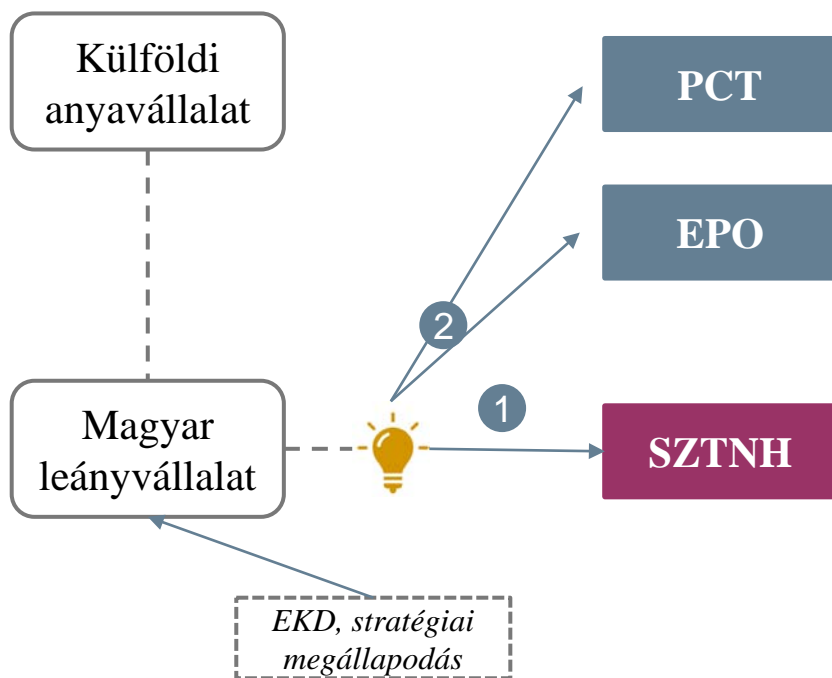 Külföldi
anyavállalat
PCT
EPO
2
1
Magyar
leányvállalat
SZTNH
EKD, stratégiai
megállapodás